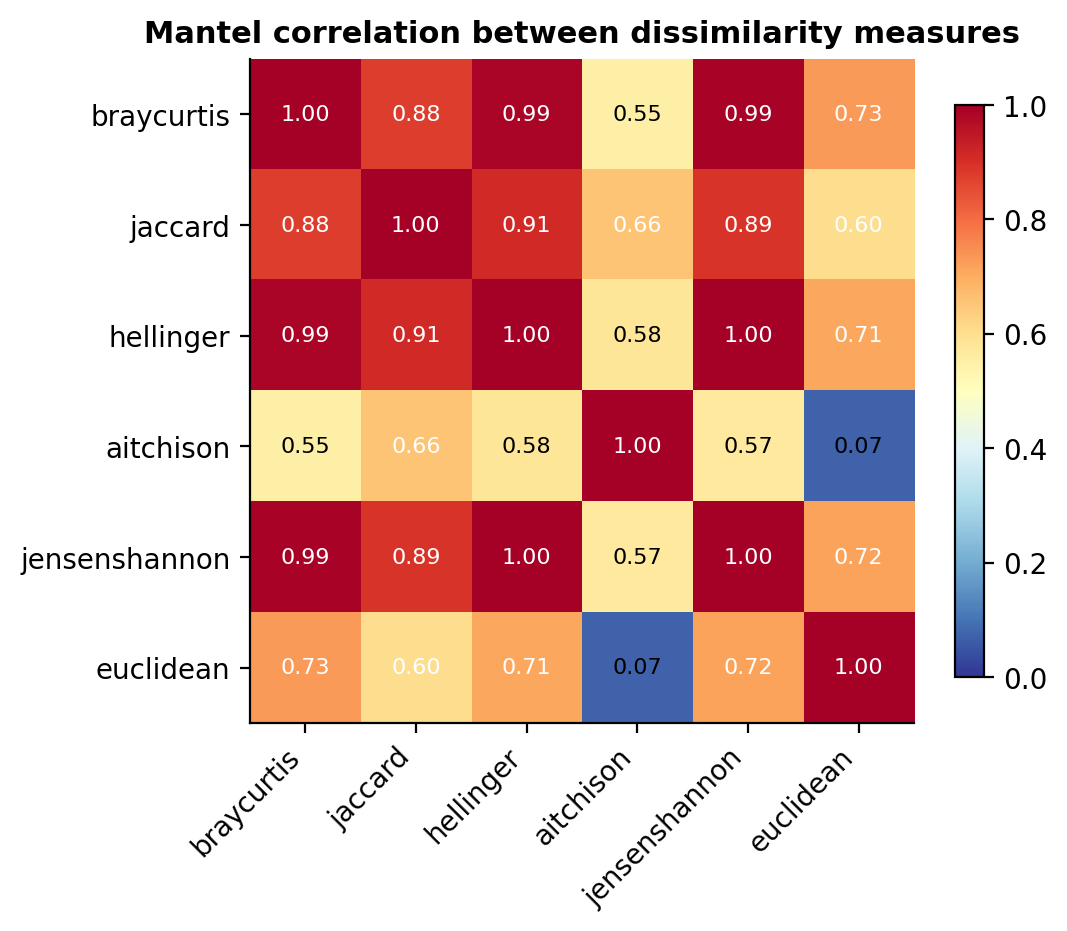 Mantel correlation between dissimilarity measures
braycurtis 1.00 0.88 0.99 0.55 0.99 0.73
jaccard 0.88 1.00 0.91 0.66 0.89 0.60
hellinger 0.99 0.91 1.00 0.58 1.00 0.71
aitchison 0.55 0.66 0.58 1.00 0.57 0.07
jensenshannon 0.99 0.89 1.00 0.57 1.00 0.72
euclidean 0.73 0.60 0.71 0.07 0.72 1.00
braycurtis jaccard hellinger aitchison jensenshannon euclidean
1.0
0.8
0.6
0.4
0.2
0.0